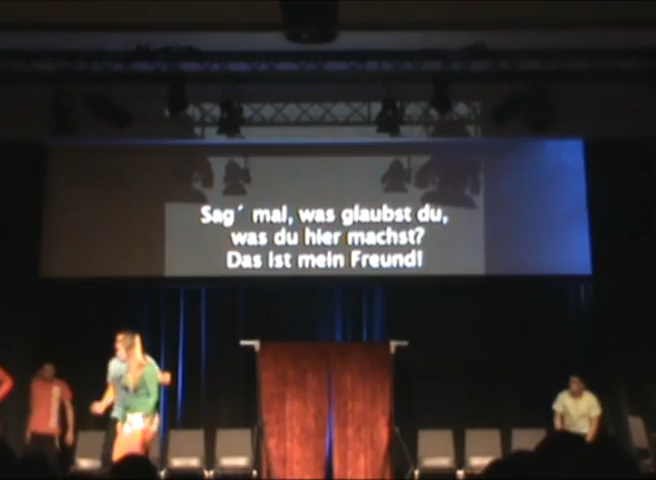 Sag´ mal, was glaubst du,
was du hier machst?
Das ist mein Freund!